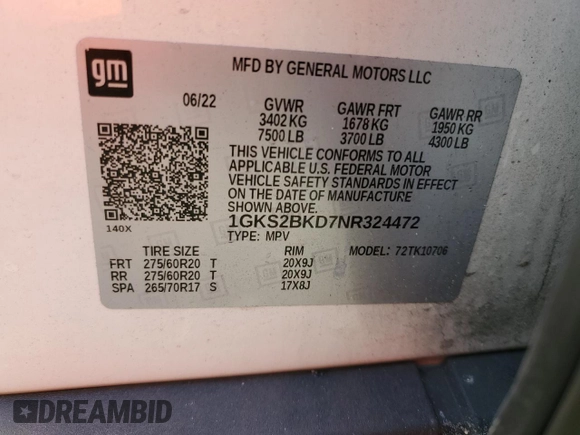 gm
MFD BY GENERAL MOTORS LLC
06/22 GVWR GAWR FRT GAWR RR
3402 KG 1678 KG 1950 KG
7500 LB 3700 LB 4300 LB
THIS VEHICLE CONFORMS TO ALL
APPLICABLE U.S. FEDERAL MOTOR
VEHICLE SAFETY STANDARDS IN EFFECT
ON THE DATE OF MANUFACTURE
SHOWN ABOVE.
140X
1GKS2BKD7NR324472
TYPE: MPV MODEL: 72TK10706
TIRE SIZE RIM
FRT 275/60R20 T 20X9J
RR 275/60R20 T 20X9J
SPA 265/70R17 S 17X8J
DREAMBID